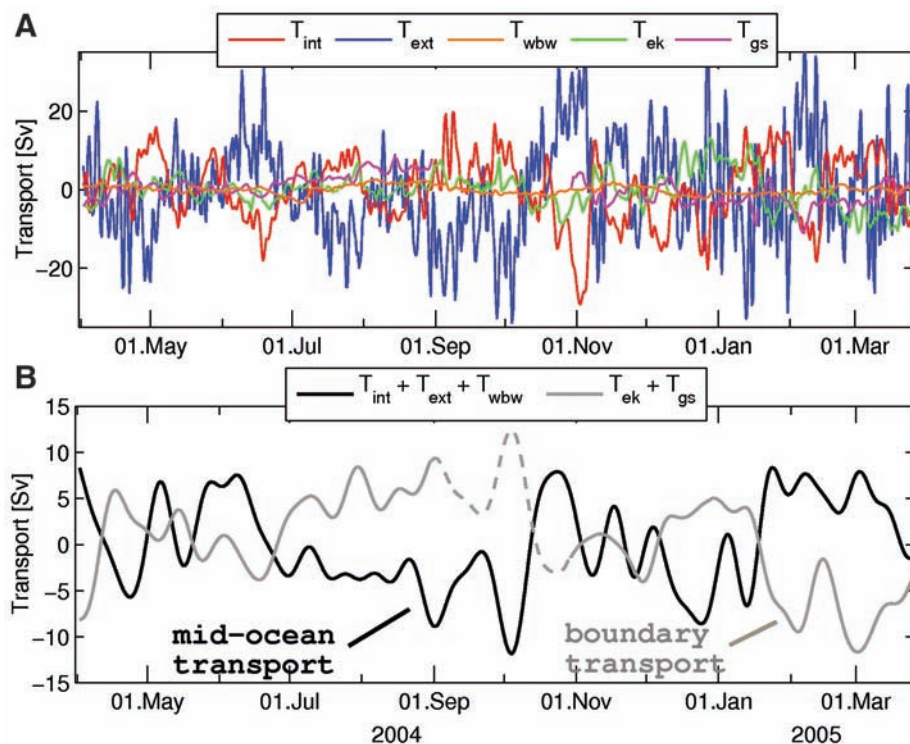 A
T_int T_ext T_wbw T_ek T_gs
Transport [Sv]
20
0
−20
01.May 01.Jul 01.Sep 01.Nov 01.Jan 01.Mar
B
T_int + T_ext + T_wbw T_ek + T_gs
Transport [Sv]
15
10
5
0
-5
-10
-15
mid-ocean
transport
boundary
transport
01.May 01.Jul 01.Sep 01.Nov 01.Jan 01.Mar
2004 2005